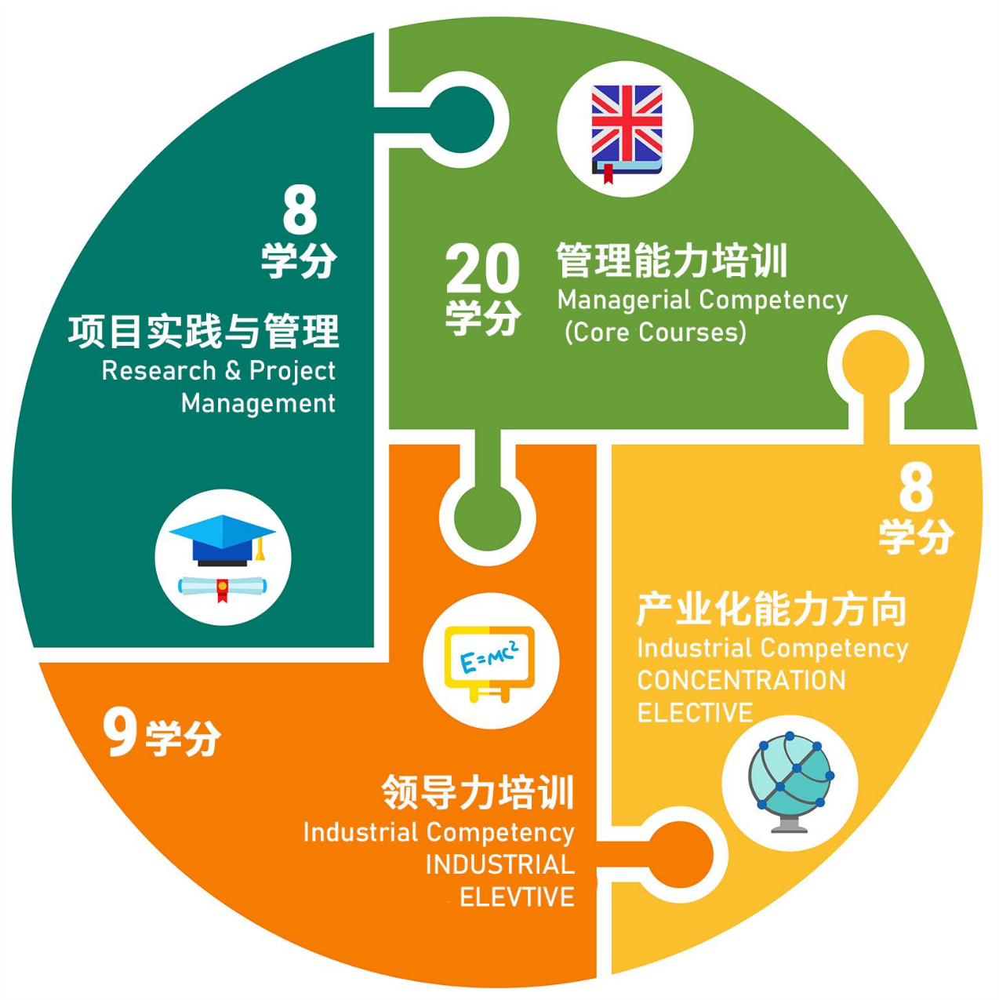 8
学分
项目实践与管理
Research & Project
Management
20
学分
管理能力培训
Managerial Competency
(Core Courses)
8
学分
产业化能力方向
Industrial Competency
CONCENTRATION
ELECTIVE
E=MC²
9学分
领导力培训
Industrial Competency
INDUSTRIAL
ELEVTIVE